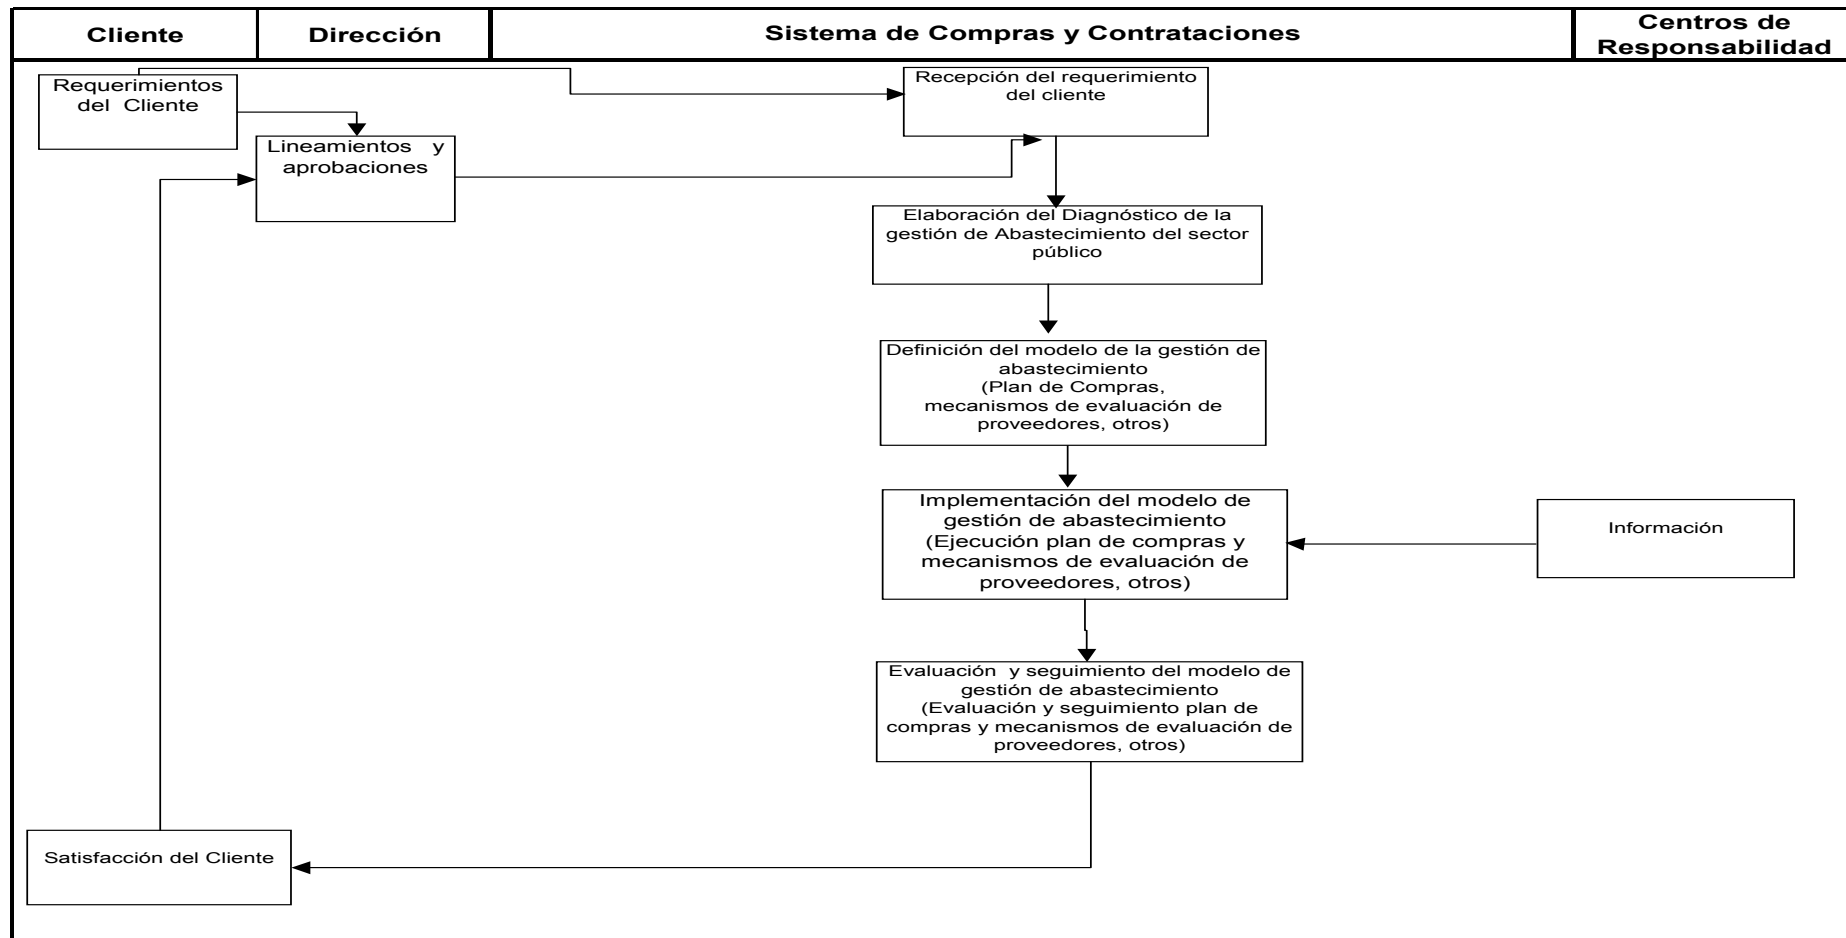 Cliente
Dirección
Sistema de Compras y Contrataciones
Centros de
Responsabilidad
Requerimientos
del Cliente
Recepción del requerimiento
del cliente
Lineamientos y
aprobaciones
Elaboración del Diagnóstico de la
gestión de Abastecimiento del sector
público
Definición del modelo de la gestión de
abastecimiento
(Plan de Compras,
mecanismos de evaluación de
proveedores, otros)
Implementación del modelo de
gestión de abastecimiento
(Ejecución plan de compras y
mecanismos de evaluación de
proveedores, otros)
Información
Evaluación y seguimiento del modelo de
gestión de abastecimiento
(Evaluación y seguimiento plan de
compras y mecanismos de evaluación de
proveedores, otros)
Satisfacción del Cliente